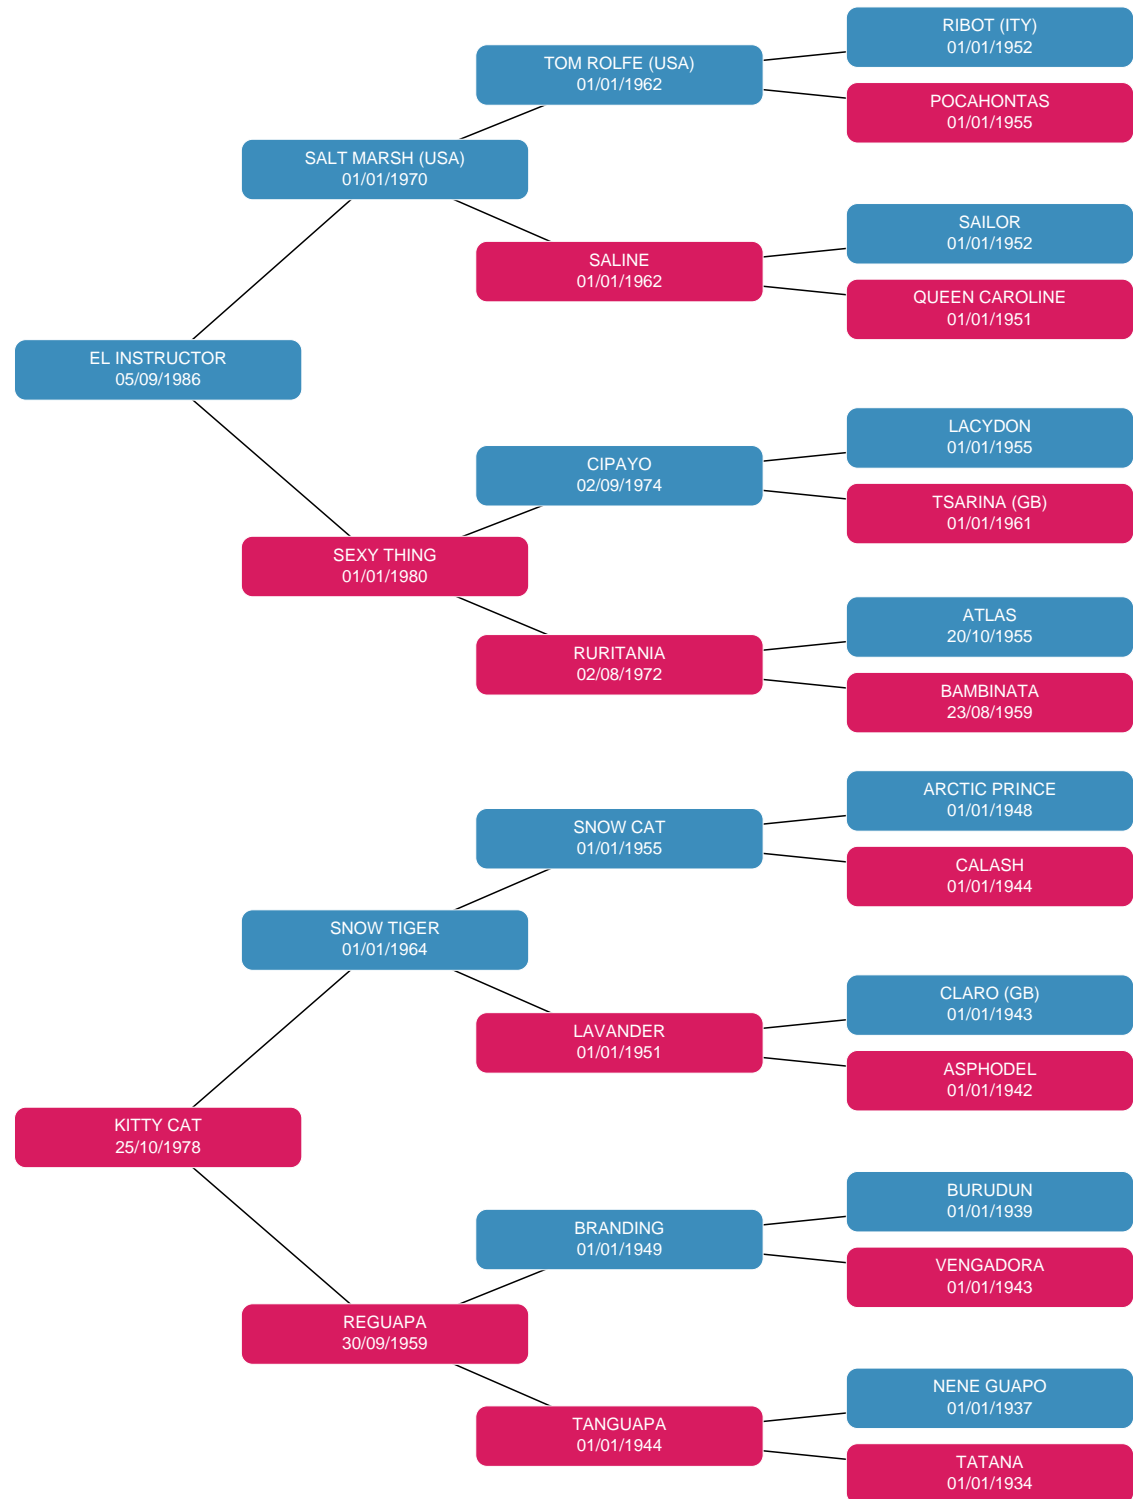 RIBOT (ITY)
01/01/1952
TOM ROLFE (USA)
01/01/1962
POCAHONTAS
01/01/1955
SALT MARSH (USA)
01/01/1970
SAILOR
01/01/1952
SALINE
01/01/1962
QUEEN CAROLINE
01/01/1951
EL INSTRUCTOR
05/09/1986
LACYDON
01/01/1955
CIPAYO
02/09/1974
TSARINA (GB)
01/01/1961
SEXY THING
01/01/1980
ATLAS
20/10/1955
RURITANIA
02/08/1972
BAMBINATA
23/08/1959
ARCTIC PRINCE
01/01/1948
SNOW CAT
01/01/1955
CALASH
01/01/1944
SNOW TIGER
01/01/1964
CLARO (GB)
01/01/1943
LAVANDER
01/01/1951
ASPHODEL
01/01/1942
KITTY CAT
25/10/1978
BURUDUN
01/01/1939
BRANDING
01/01/1949
VENGADORA
01/01/1943
REGUAPA
30/09/1959
NENE GUAPO
01/01/1937
TANGUAPA
01/01/1944
TATANA
01/01/1934